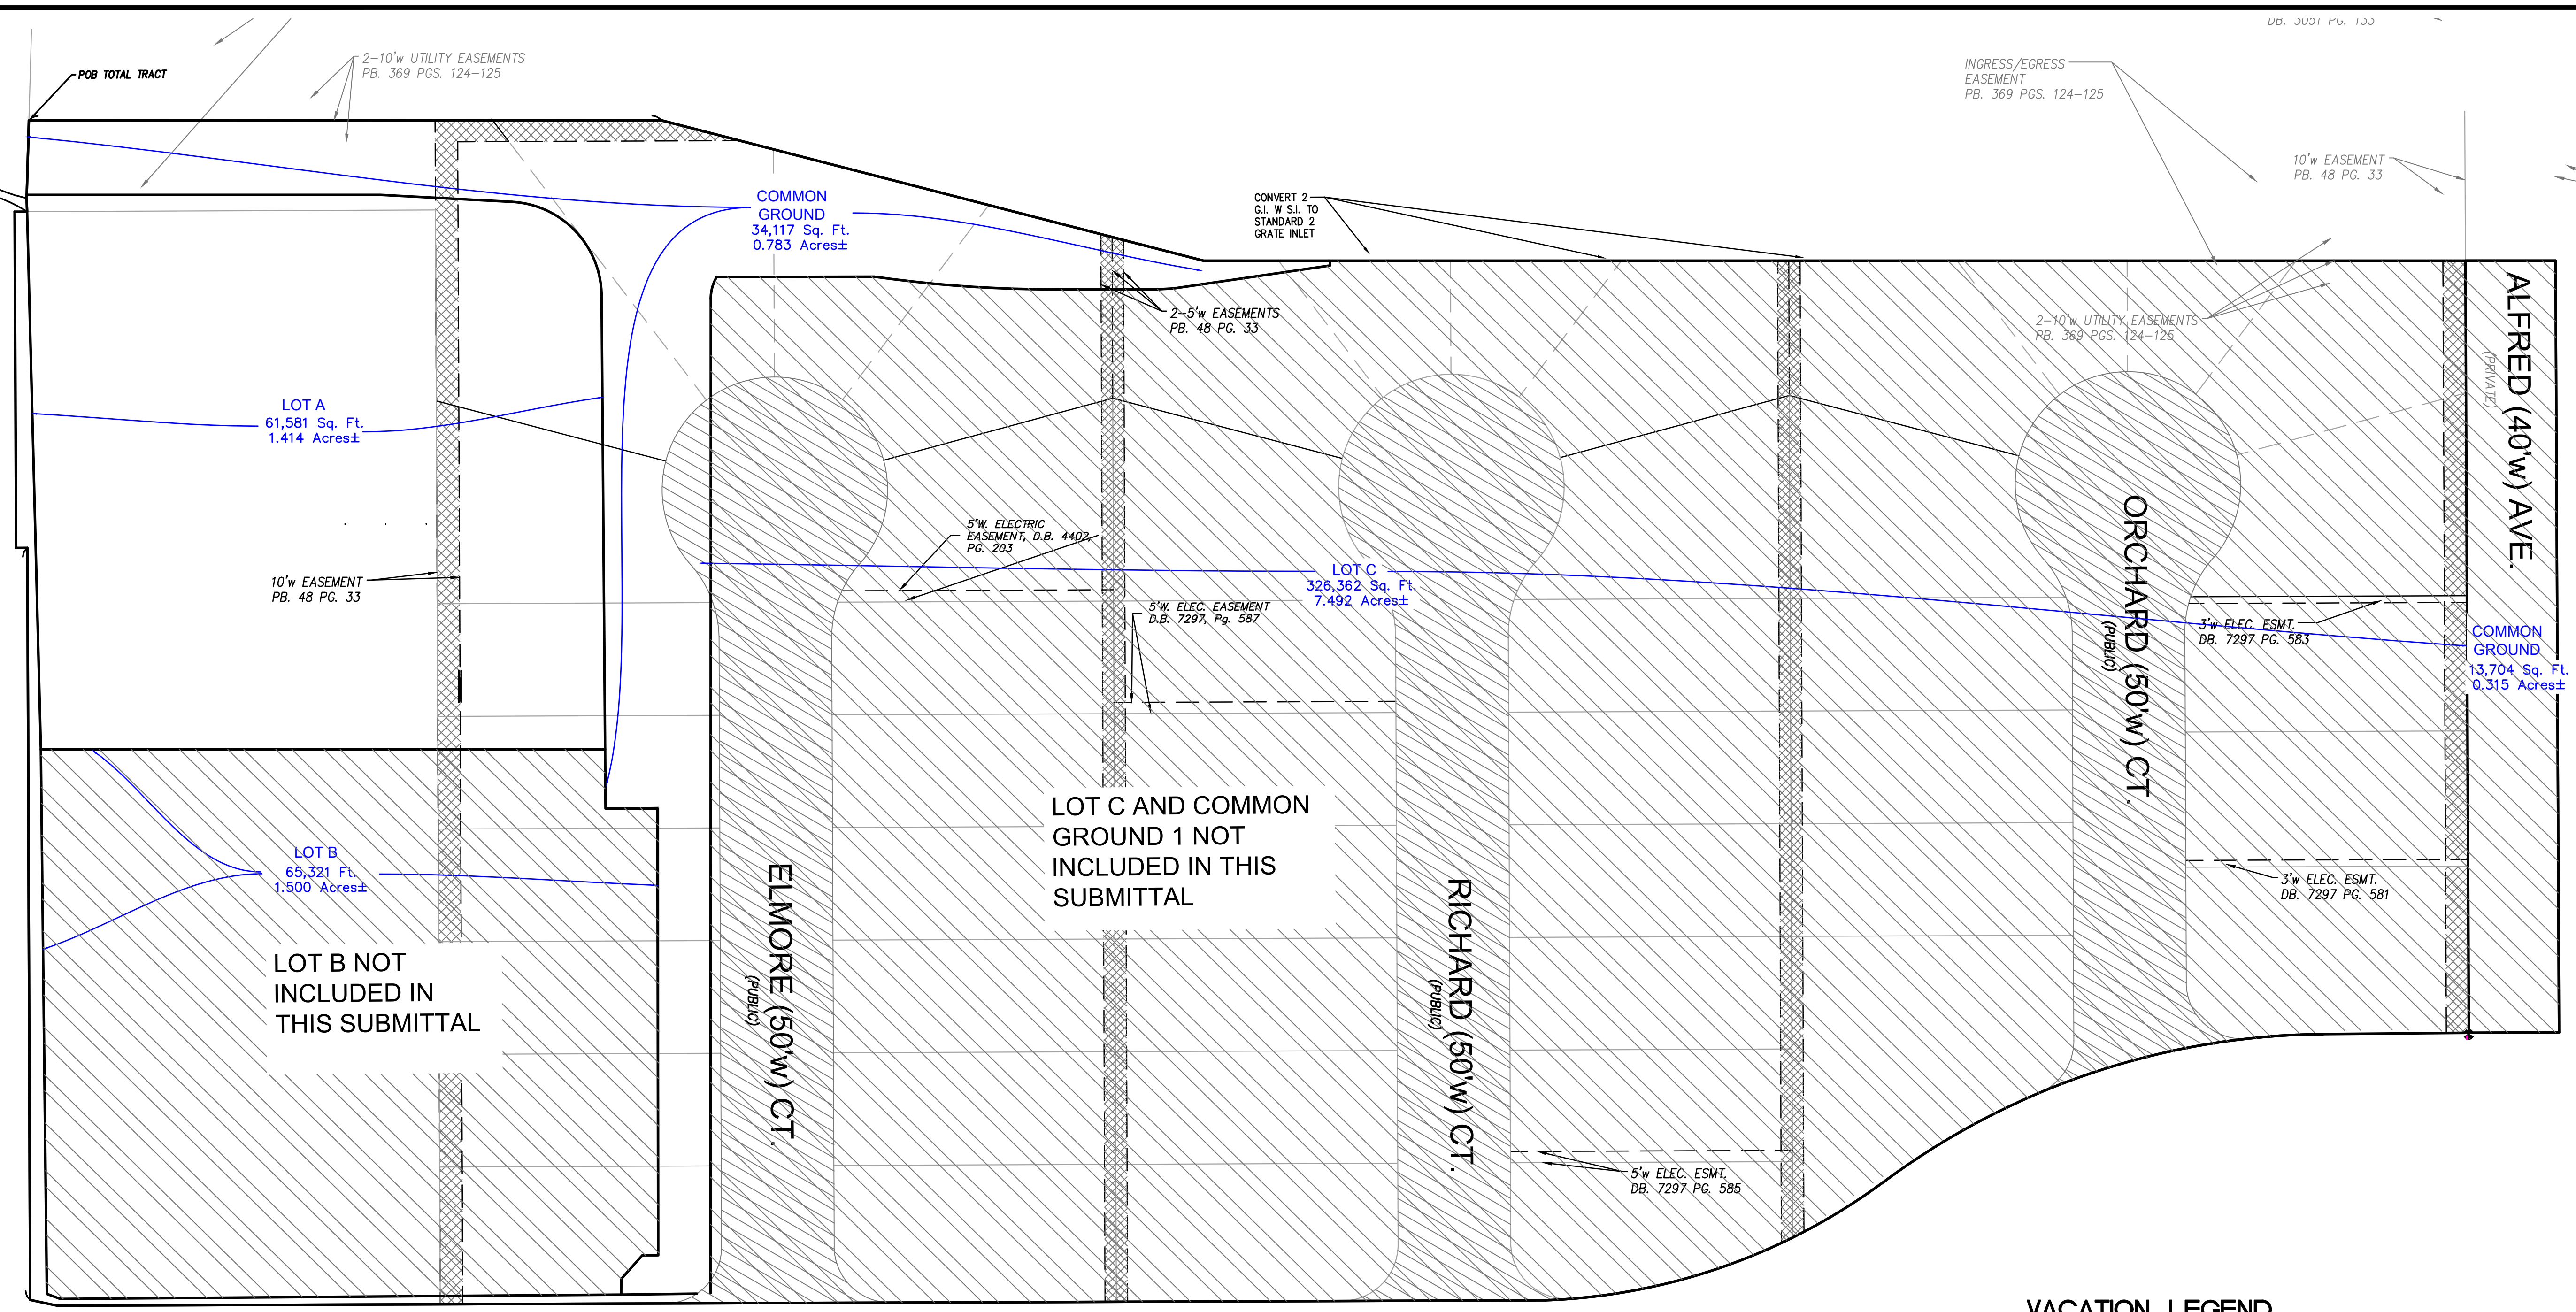 DB. 3051 PG. 133
2-10'w UTILITY EASEMENTS
PB. 369 PGS. 124-125
POB TOTAL TRACT
INGRESS/EGRESS
EASEMENT
PB. 369 PGS. 124-125
10'w EASEMENT
PB. 48 PG. 33
COMMON
GROUND
34,117 Sq. Ft.
0.783 Acres±
CONVERT 2
G.I. W S.I. TO
STANDARD 2
GRATE INLET
2-5'w EASEMENTS
PB. 48 PG. 33
2-10'w UTILITY EASEMENTS
PB. 369 PGS. 124-125
ALFRED (40'w) AVE.
(PRIVATE)
LOT A
61,581 Sq. Ft.
1.414 Acres±
5'W. ELECTRIC
EASEMENT, D.B. 4402,
PG. 203
10'w EASEMENT
PB. 48 PG. 33
LOT C
326,362 Sq. Ft.
7.492 Acres±
5'W. ELEC. EASEMENT
D.B. 7297, Pg. 587
ORCHARD (50'w) CT.
(PUBLIC)
3'w ELEC. ESMT.
DB. 7297 PG. 583
COMMON
GROUND
13,704 Sq. Ft.
0.315 Acres±
LOT C AND COMMON
GROUND 1 NOT
INCLUDED IN THIS
SUBMITTAL
LOT B
65,321 Ft.
1.500 Acres±
ELMORE (50'w) CT.
(PUBLIC)
RICHARD (50'w) CT.
(PUBLIC)
3'w ELEC. ESMT.
DB. 7297 PG. 581
LOT B NOT
INCLUDED IN
THIS SUBMITTAL
5'w ELEC. ESMT.
DB. 7297 PG. 585
VACATION LEGEND